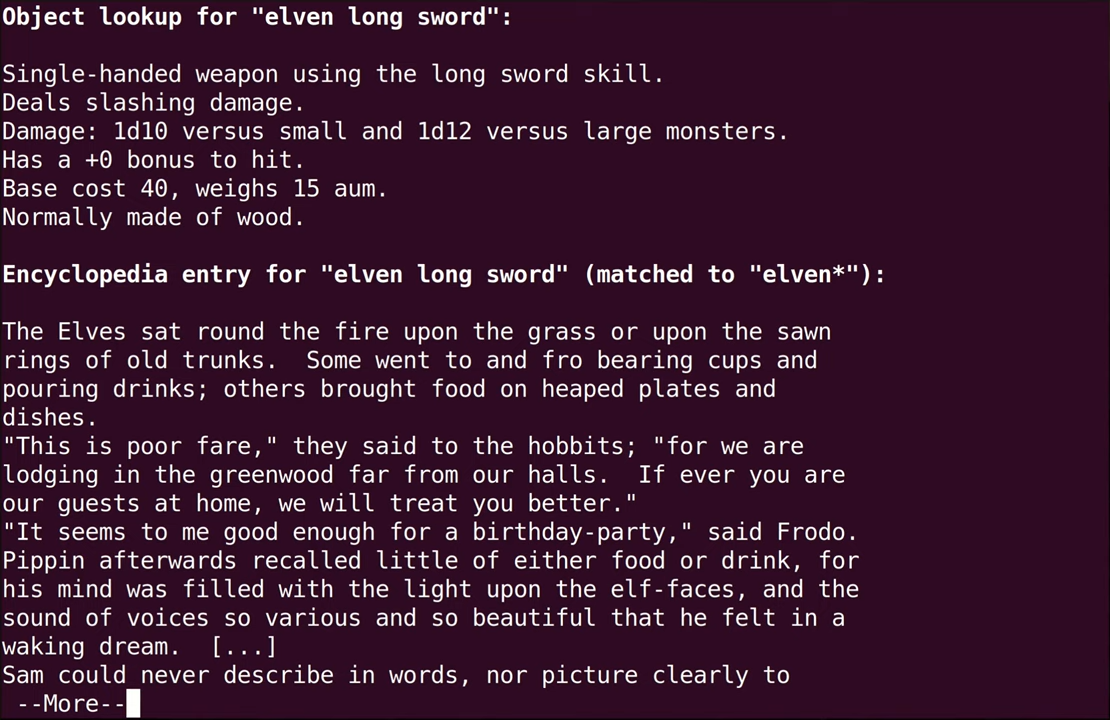 Object lookup for "elven long sword":
Single-handed weapon using the long sword skill.
Deals slashing damage.
Damage: 1d10 versus small and 1d12 versus large monsters.
Has a +0 bonus to hit.
Base cost 40, weighs 15 aum.
Normally made of wood.
Encyclopedia entry for "elven long sword" (matched to "elven*"):
The Elves sat round the fire upon the grass or upon the sawn
rings of old trunks.  Some went to and fro bearing cups and
pouring drinks; others brought food on heaped plates and
dishes.
"This is poor fare," they said to the hobbits; "for we are
lodging in the greenwood far from our halls.  If ever you are
our guests at home, we will treat you better."
"It seems to me good enough for a birthday-party," said Frodo.
Pippin afterwards recalled little of either food or drink, for
his mind was filled with the light upon the elf-faces, and the
sound of voices so various and so beautiful that he felt in a
waking dream.  [...]
Sam could never describe in words, nor picture clearly to
--More--